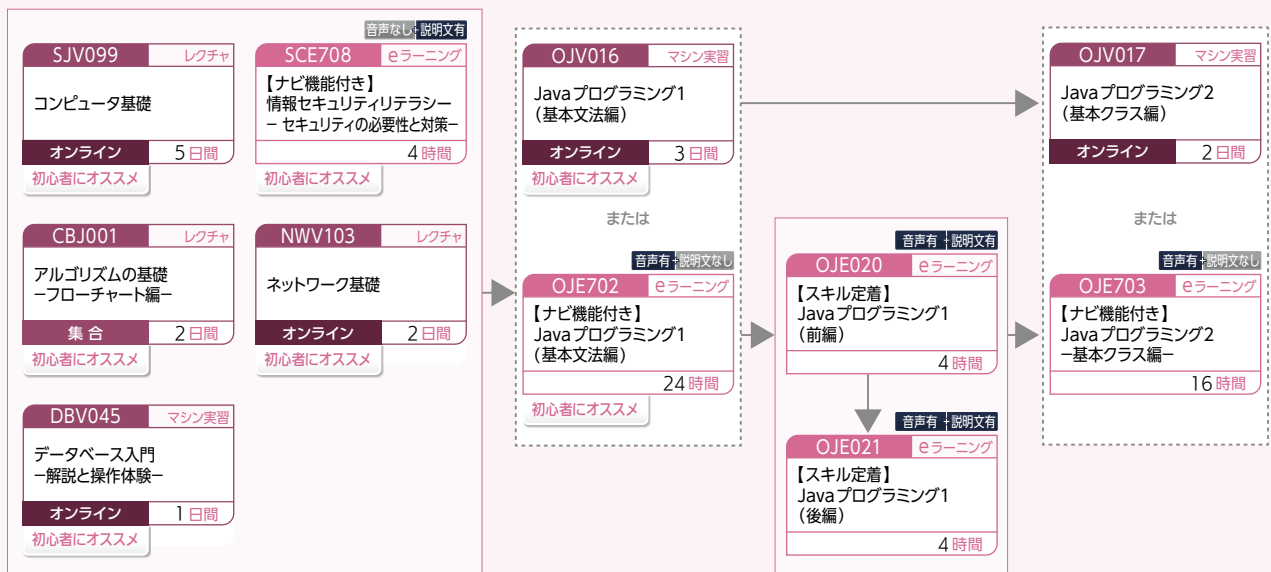 SJV099 レクチャ
コンピュータ基礎
オンライン 5日間
初心者にオススメ
音声なし+説明文有
SCE708 eラーニング
【ナビ機能付き】
情報セキュリティリテラシー
− セキュリティの必要性と対策−
4時間
初心者にオススメ
CBJ001 レクチャ
アルゴリズムの基礎
−フローチャート編−
集合 2日間
初心者にオススメ
NWV103 レクチャ
ネットワーク基礎
オンライン 2日間
初心者にオススメ
DBV045 マシン実習
データベース入門
−解説と操作体験−
オンライン 1日間
初心者にオススメ
OJV016 マシン実習
Javaプログラミング1
(基本文法編)
オンライン 3日間
初心者にオススメ
または
音声有+説明文なし
OJE702 eラーニング
【ナビ機能付き】
Javaプログラミング1
(基本文法編)
24時間
初心者にオススメ
音声有+説明文有
OJE020 eラーニング
【スキル定着】
Javaプログラミング1
(前編)
4時間
音声有+説明文有
OJE021 eラーニング
【スキル定着】
Javaプログラミング1
(後編)
4時間
OJV017 マシン実習
Javaプログラミング2
(基本クラス編)
オンライン 2日間
または
音声有+説明文なし
OJE703 eラーニング
【ナビ機能付き】
Javaプログラミング2
−基本クラス編−
16時間